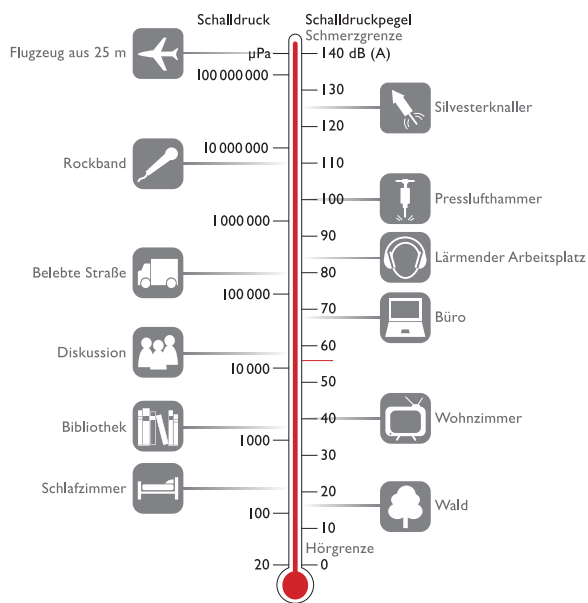 Schalldruck Schalldruckpegel
Schmerzgrenze
Flugzeug aus 25 m µPa 140 dB (A)
100 000 000
130
Silvesterknaller
120
10 000 000
Rockband 110
100 Presslufthammer
1 000 000
90
Lärmender Arbeitsplatz
Belebte Straße 80
100 000
70
Büro
60
Diskussion
10 000
50
40 Wohnzimmer
Bibliothek
1000
30
Schlafzimmer
20
Wald
100
10
Hörgrenze
20 0